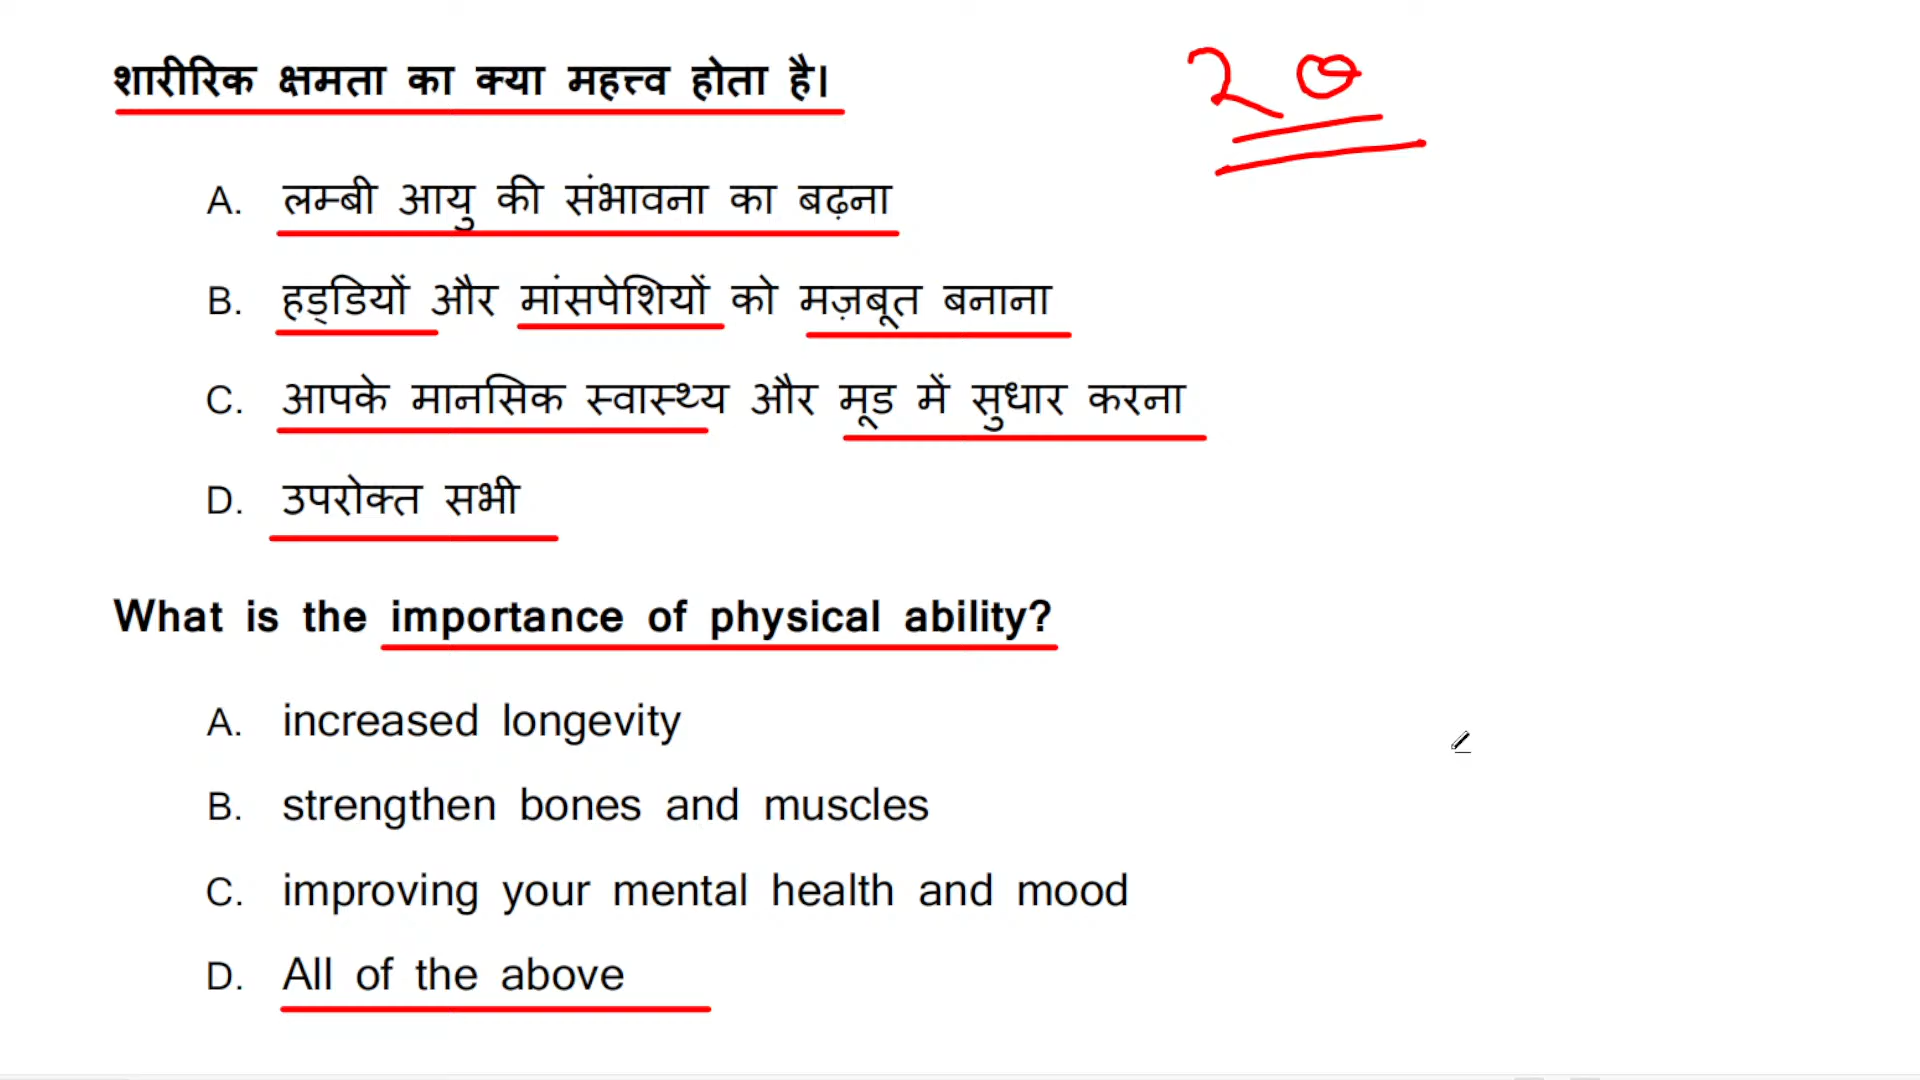 शारीरिक क्षमता का क्या महत्त्व होता है।
20
A. लम्बी आयु की संभावना का बढ़ना
B. हड्डियों और मांसपेशियों को मज़बूत बनाना
C. आपके मानसिक स्वास्थ्य और मूड में सुधार करना
D. उपरोक्त सभी
What is the importance of physical ability?
A. increased longevity
B. strengthen bones and muscles
C. improving your mental health and mood
D. All of the above